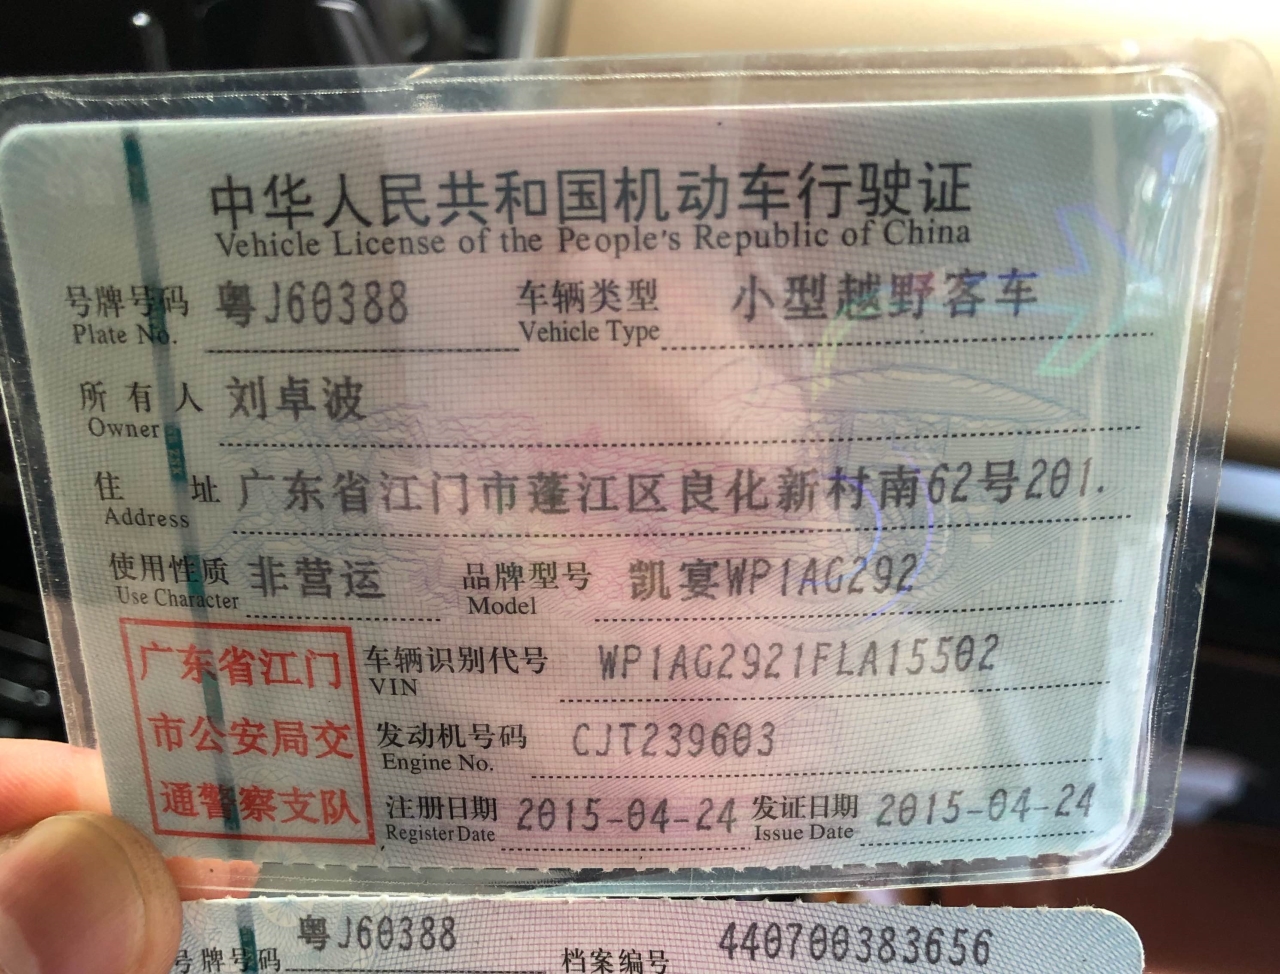 中华人民共和国机动车行驶证
Vehicle License of the People's Republic of China
号牌号码 粤J60388 车辆类型 小型越野客车
Plate No. Vehicle Type
所有人 刘卓波
Owner
住址 广东省江门市蓬江区良化新村南62号201.
Address
使用性质 非营运 品牌型号 凯宴WP1AG292
Use Character Model
广东省江门
市公安局交
通警察支队
车辆识别代号 WP1AG2921FLA15502
VIN
发动机号码 CJT239603
Engine No.
注册日期 2015-04-24 发证日期 2015-04-24
Register Date Issue Date
号牌号码 粤J60388 档案编号 440700383656